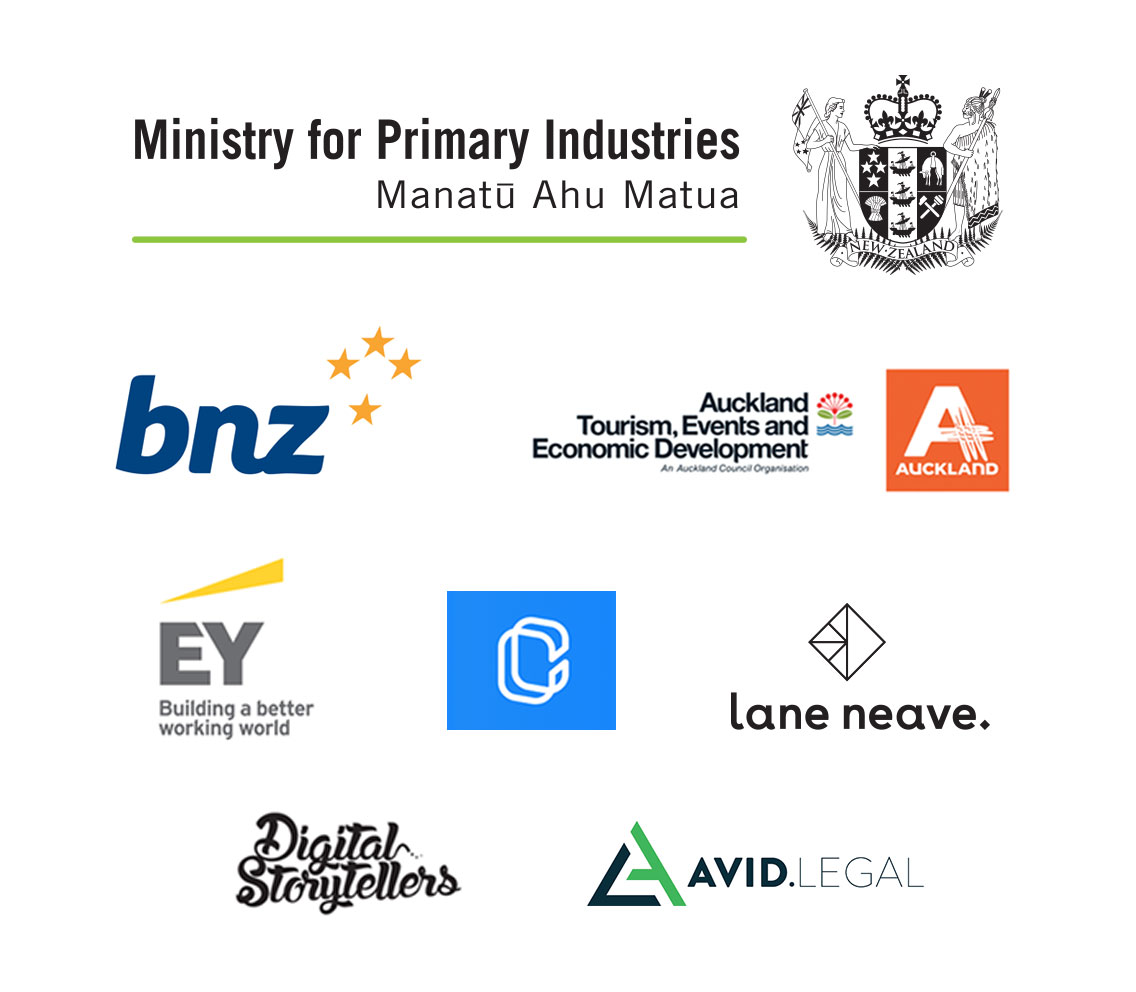 Ministry for Primary Industries
Manatū Ahu Matua
NEW ZEALAND
bnz
Auckland
Tourism, Events and
Economic Development
An Auckland Council Organisation
A
AUCKLAND
EY
Building a better
working world
lane neave.
Digital
Storytellers
AVID.LEGAL